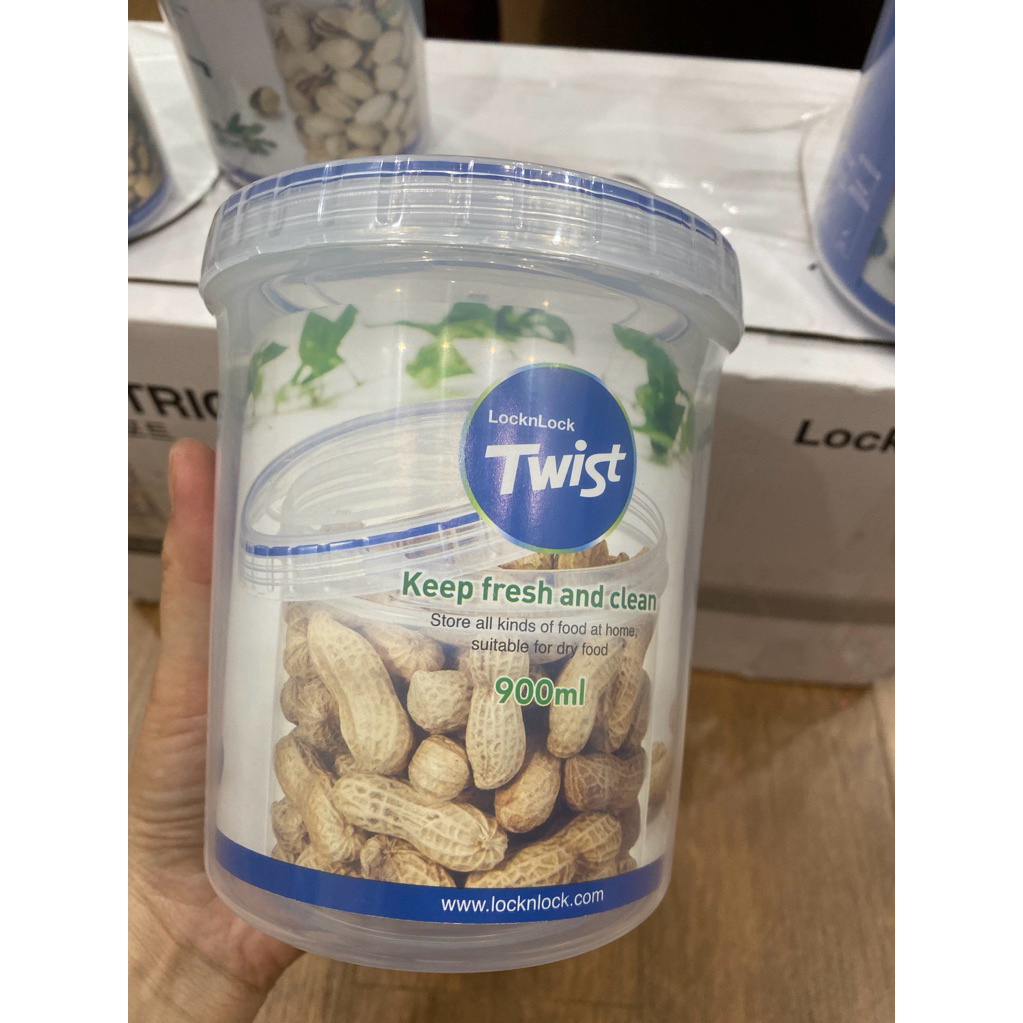 LocknLock
Twist
Keep fresh and clean
Store all kinds of food at home,
suitable for dry food
900ml
www.locknlock.com
TRIC
Lock